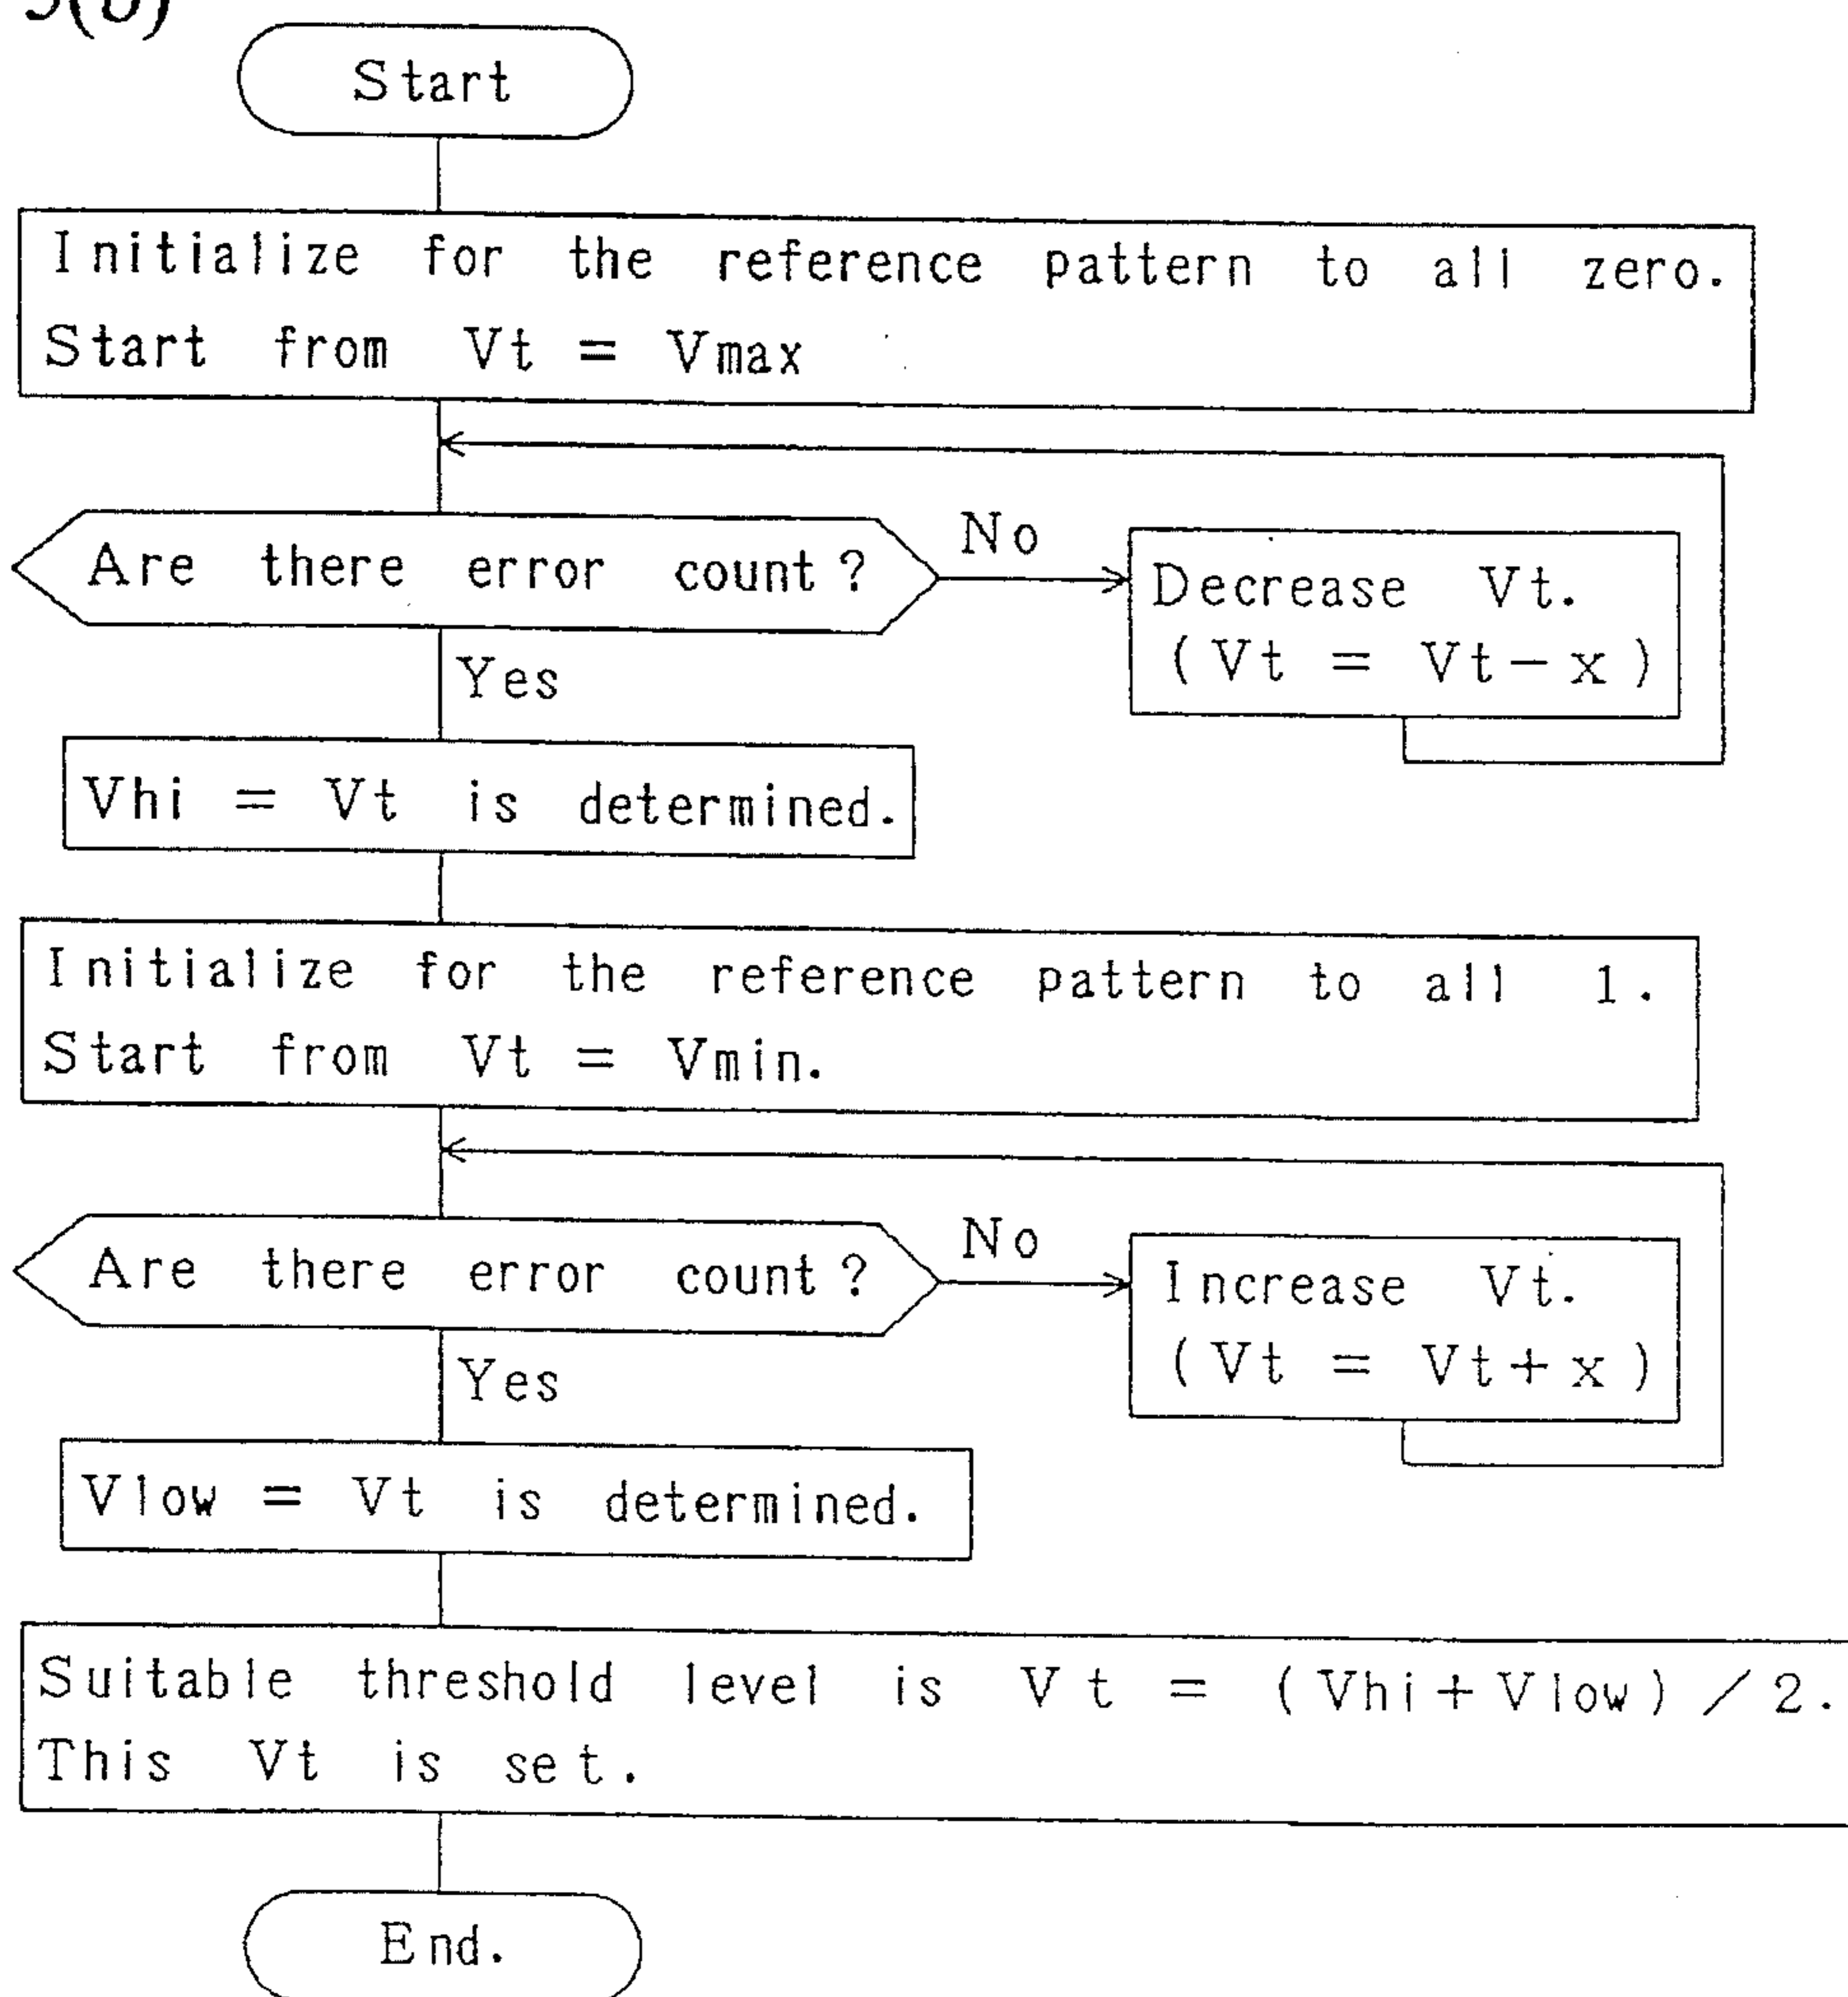 Start
Initialize for the reference pattern to all zero.
Start from Vt = Vmax
Are there error count?
No
Decrease Vt.
(Vt = Vt-x)
Yes
Vhi = Vt is determined.
Initialize for the reference pattern to all 1.
Start from Vt = Vmin.
Are there error count?
No
Increase Vt.
(Vt = Vt+x)
Yes
Vlow = Vt is determined.
Suitable threshold level is Vt = (Vhi+Vlow)/2.
This Vt is set.
End.